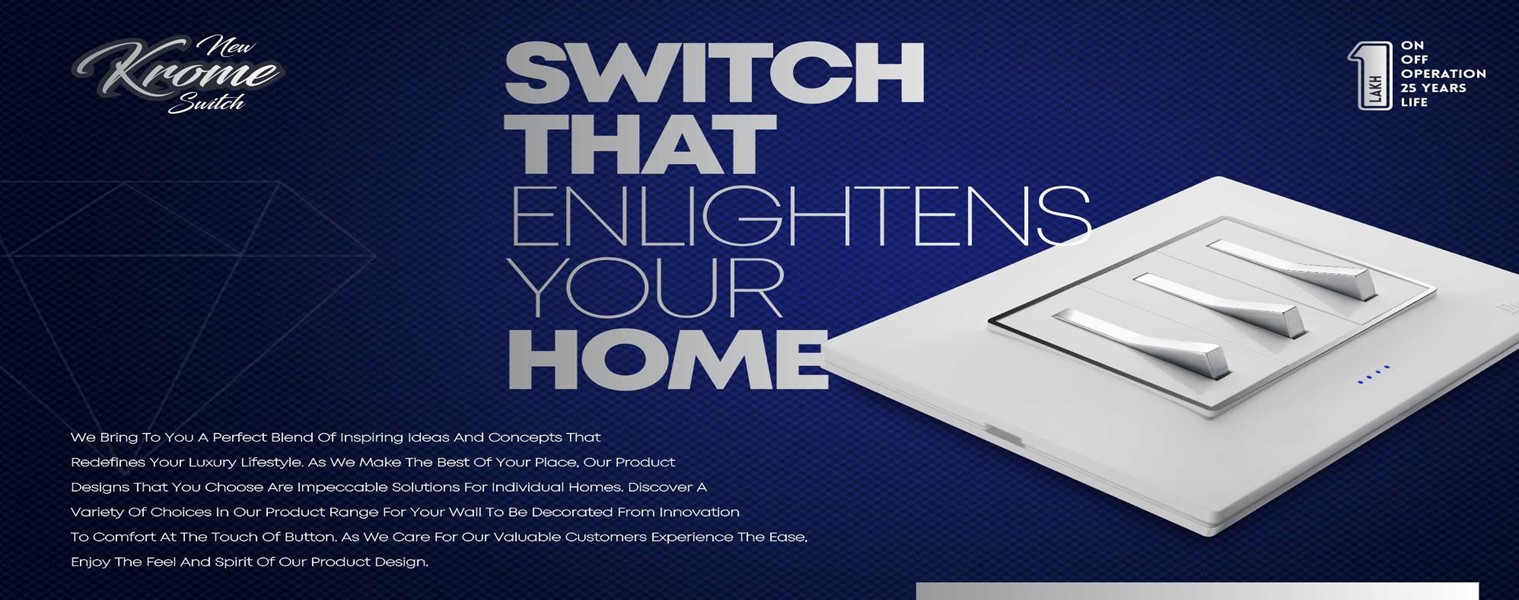 New
Krome
Switch
SWITCH
THAT
ENLIGHTENS
YOUR
HOME
1 LAKH
ON
OFF
OPERATION
25 YEARS
LIFE
We Bring To You A Perfect Blend Of Inspiring Ideas And Concepts That
Redefines Your Luxury Lifestyle. As We Make The Best Of Your Place, Our Product
Designs That You Choose Are Impeccable Solutions For Individual Homes. Discover A
Variety Of Choices In Our Product Range For Your Wall To Be Decorated From Innovation
To Comfort At The Touch Of Button. As We Care For Our Valuable Customers Experience The Ease,
Enjoy The Feel And Spirit Of Our Product Design.